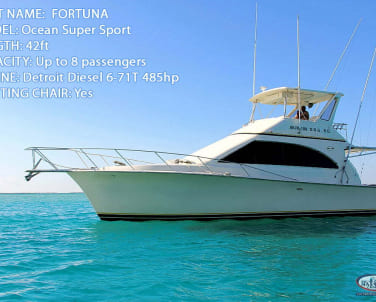 T NAME: FORTUNA
EL: Ocean Super Sport
GTH: 42ft
ACITY: Up to 8 passengers
INE: Detroit Diesel 6-71T 485hp
TING CHAIR: Yes